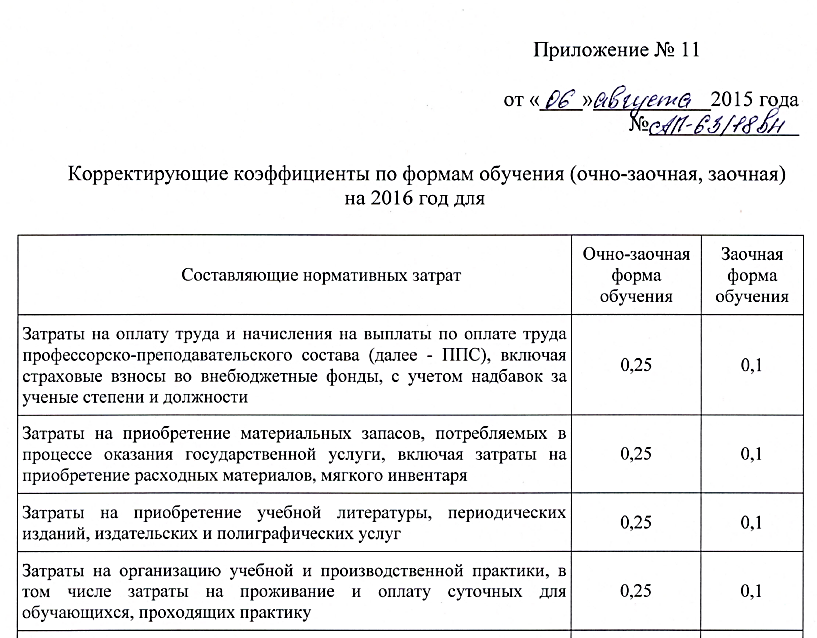 Приложение № 11
от «06»августа 2015 года
№АП-63/18вн
Корректирующие коэффициенты по формам обучения (очно-заочная, заочная)
на 2016 год для
Составляющие нормативных затрат
Очно-заочная
форма
обучения
Заочная
форма
обучения
Затраты на оплату труда и начисления на выплаты по оплате труда
профессорско-преподавательского состава (далее - ППС), включая
страховые взносы во внебюджетные фонды, с учетом надбавок за
ученые степени и должности
0,25
0,1
Затраты на приобретение материальных запасов, потребляемых в
процессе оказания государственной услуги, включая затраты на
приобретение расходных материалов, мягкого инвентаря
0,25
0,1
Затраты на приобретение учебной литературы, периодических
изданий, издательских и полиграфических услуг
0,25
0,1
Затраты на организацию учебной и производственной практики, в
том числе затраты на проживание и оплату суточных для
обучающихся, проходящих практику
0,25
0,1